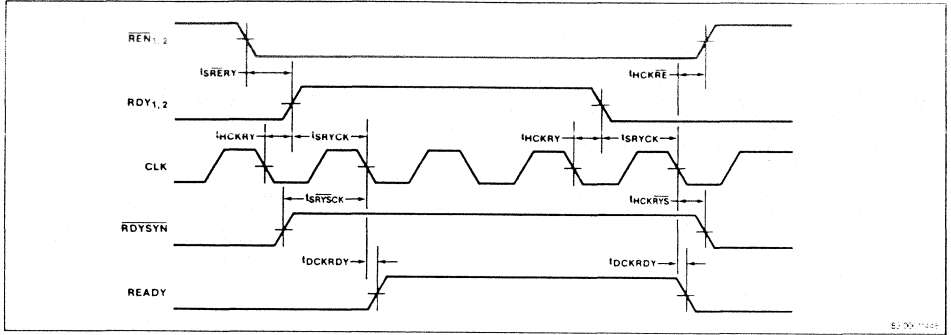 REN1, 2
tSRERY
tHCKRE
RDY1, 2
tHCKRY
tSRYCK
tHCKRY
tSRYCK
CLK
tSRYSCK
tHCKRYS
RDYSYN
tDCKRDY
tDCKRDY
READY